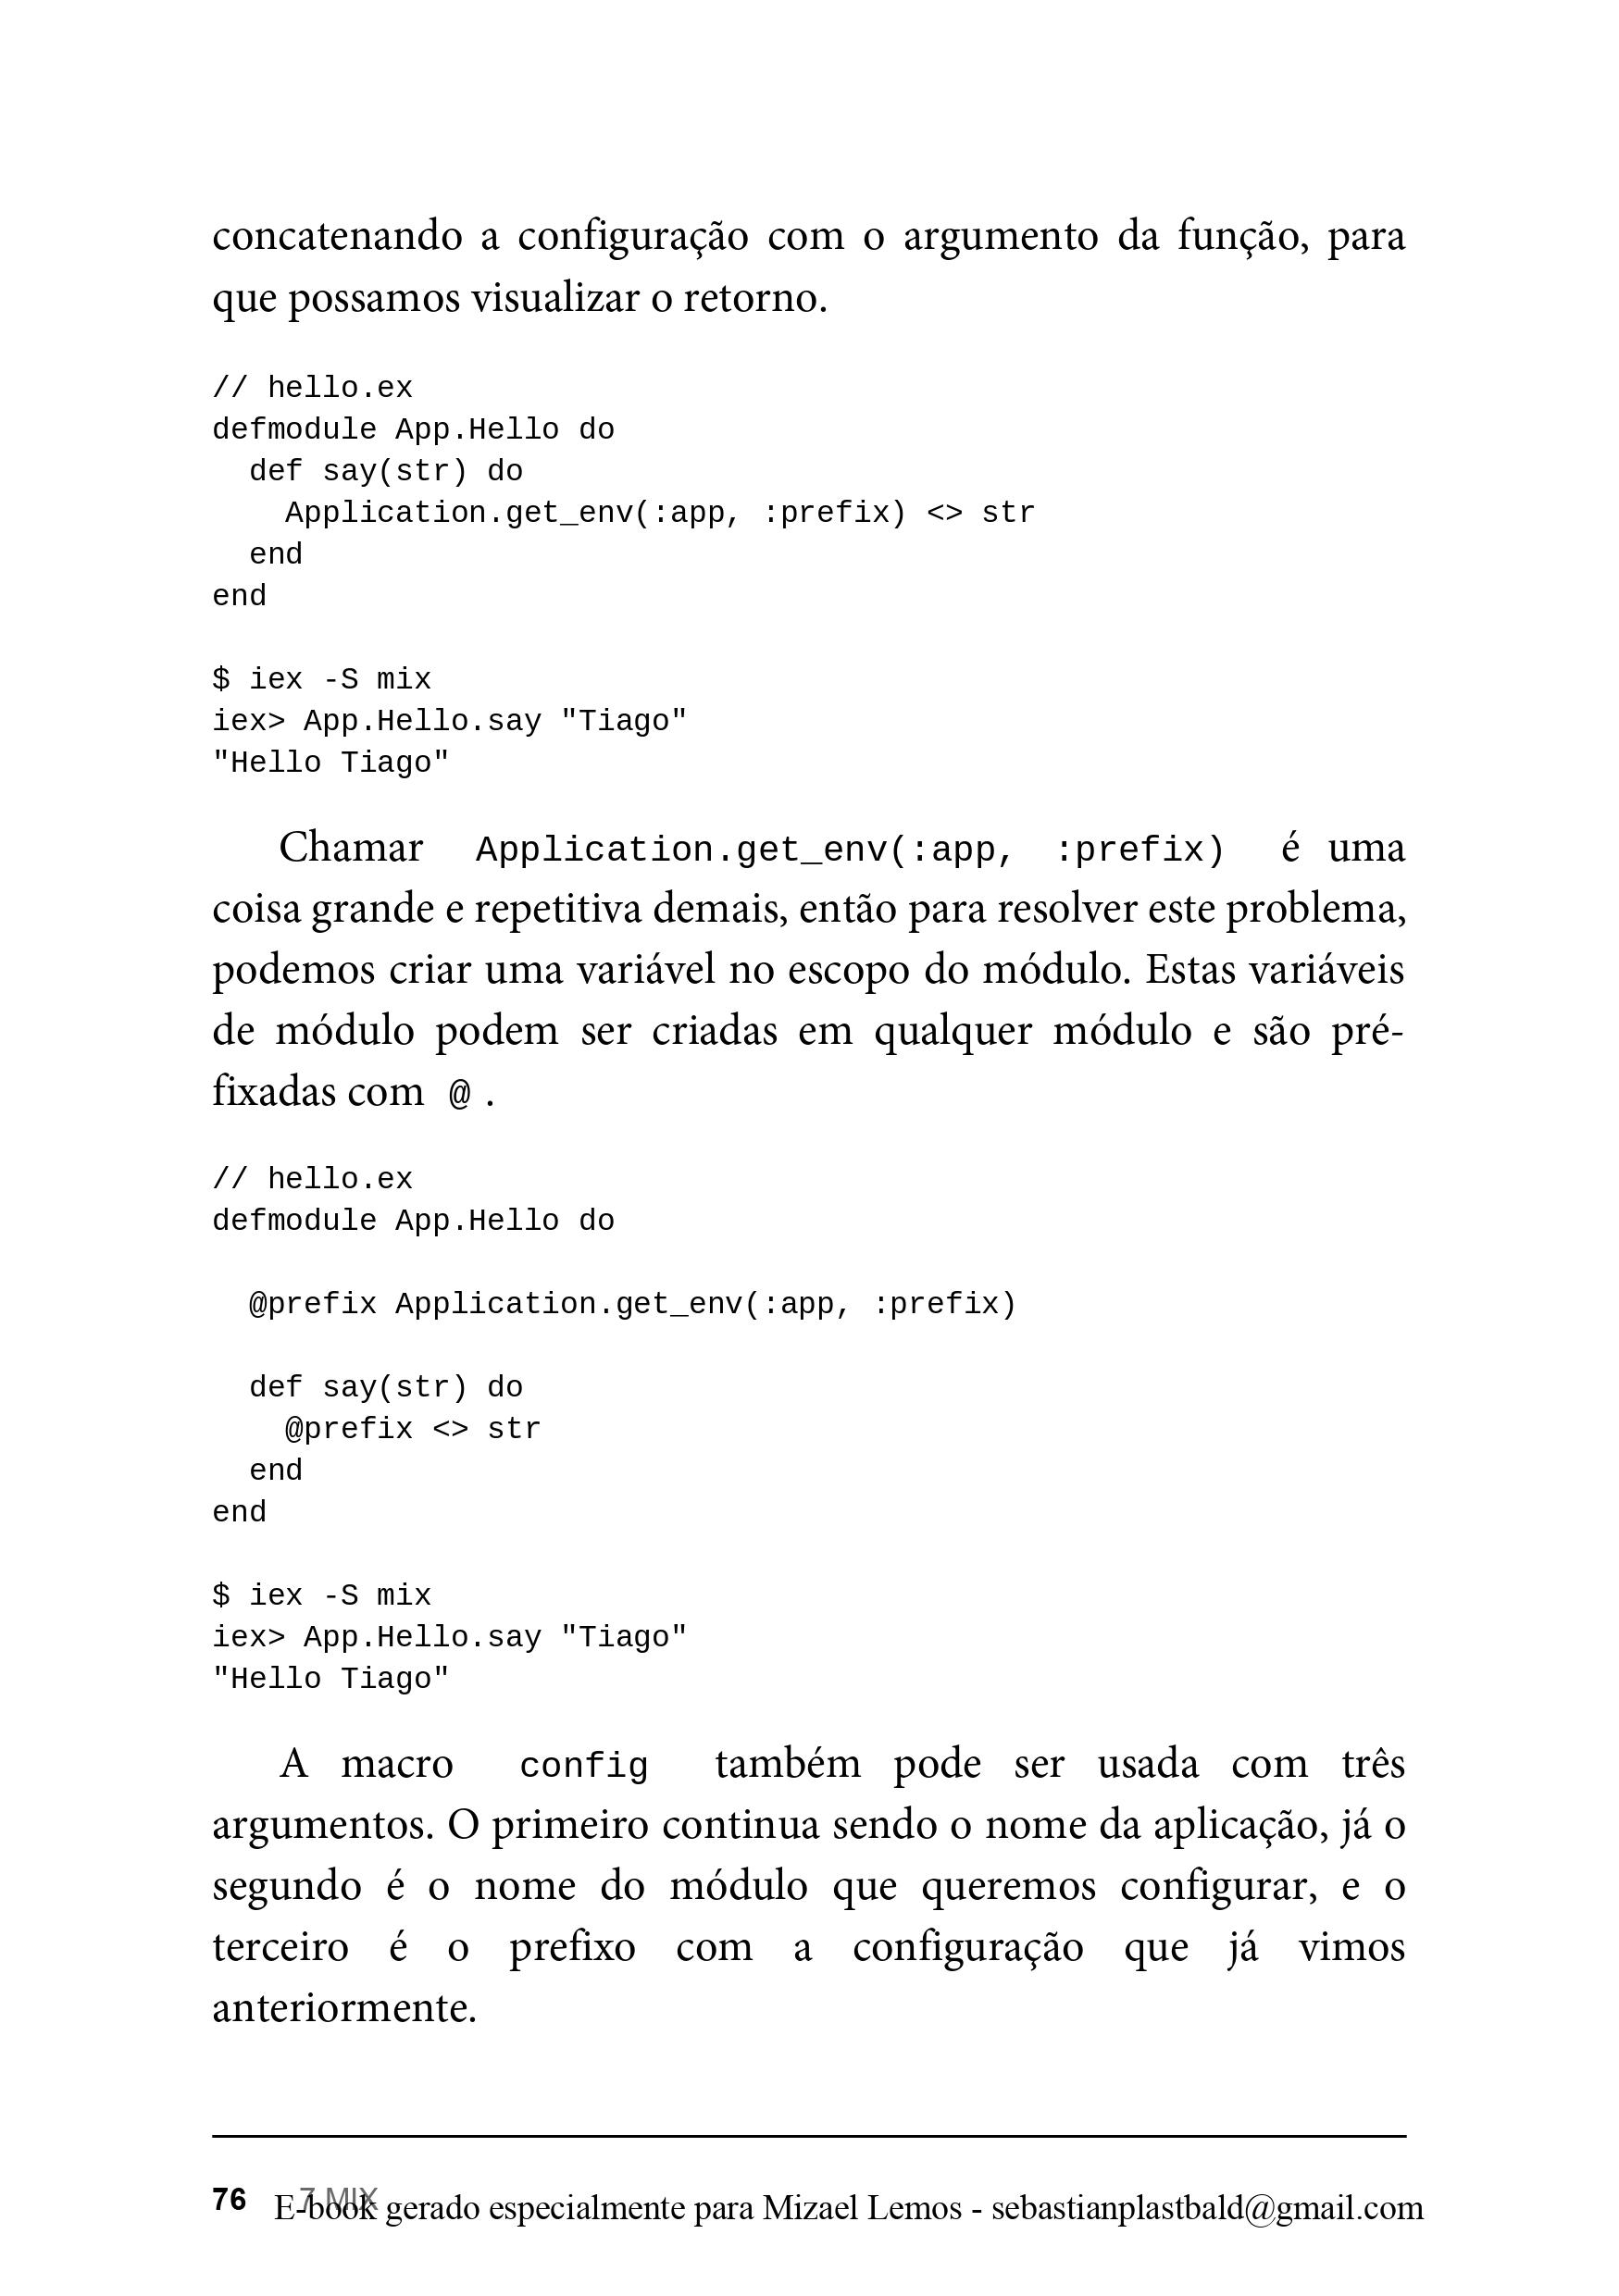 concatenando a configuração com o argumento da função, para
que possamos visualizar o retorno.
// hello.ex
defmodule App.Hello do
  def say(str) do
    Application.get_env(:app, :prefix) <> str
  end
end
$ iex -S mix
iex> App.Hello.say "Tiago"
"Hello Tiago"
Chamar Application.get_env(:app, :prefix) é uma
coisa grande e repetitiva demais, então para resolver este problema,
podemos criar uma variável no escopo do módulo. Estas variáveis
de módulo podem ser criadas em qualquer módulo e são pré-
fixadas com @ .
// hello.ex
defmodule App.Hello do
  @prefix Application.get_env(:app, :prefix)
  def say(str) do
    @prefix <> str
  end
end
$ iex -S mix
iex> App.Hello.say "Tiago"
"Hello Tiago"
A macro config também pode ser usada com três
argumentos. O primeiro continua sendo o nome da aplicação, já o
segundo é o nome do módulo que queremos configurar, e o
terceiro é o prefixo com a configuração que já vimos
anteriormente.
76 7 MIX
E-book gerado especialmente para Mizael Lemos - sebastianplastbald@gmail.com